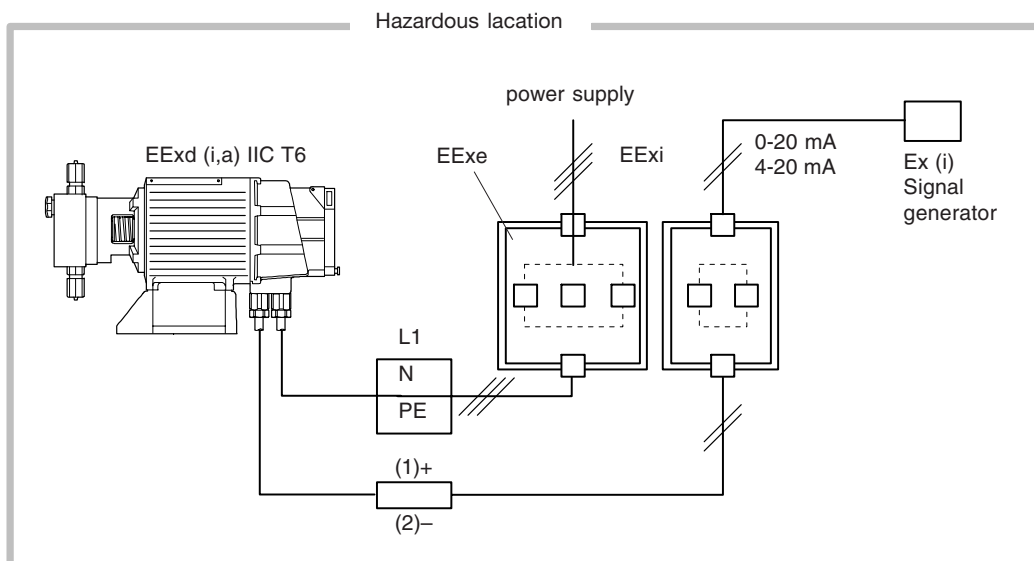 Hazardous lacation
power supply
EExd (i,a) IIC T6
EExe
EExi
0-20 mA
4-20 mA
Ex (i)
Signal
generator
L1
N
PE
(1)+
(2)–